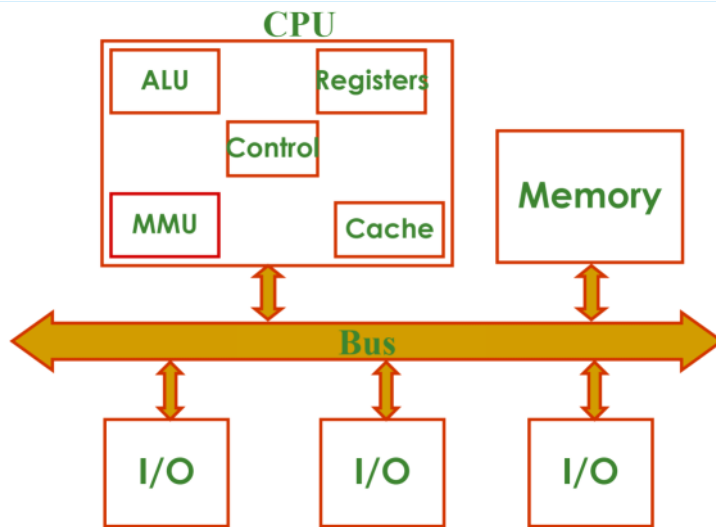 CPU
ALU
Registers
Control
MMU
Cache
Memory
Bus
I/O
I/O
I/O